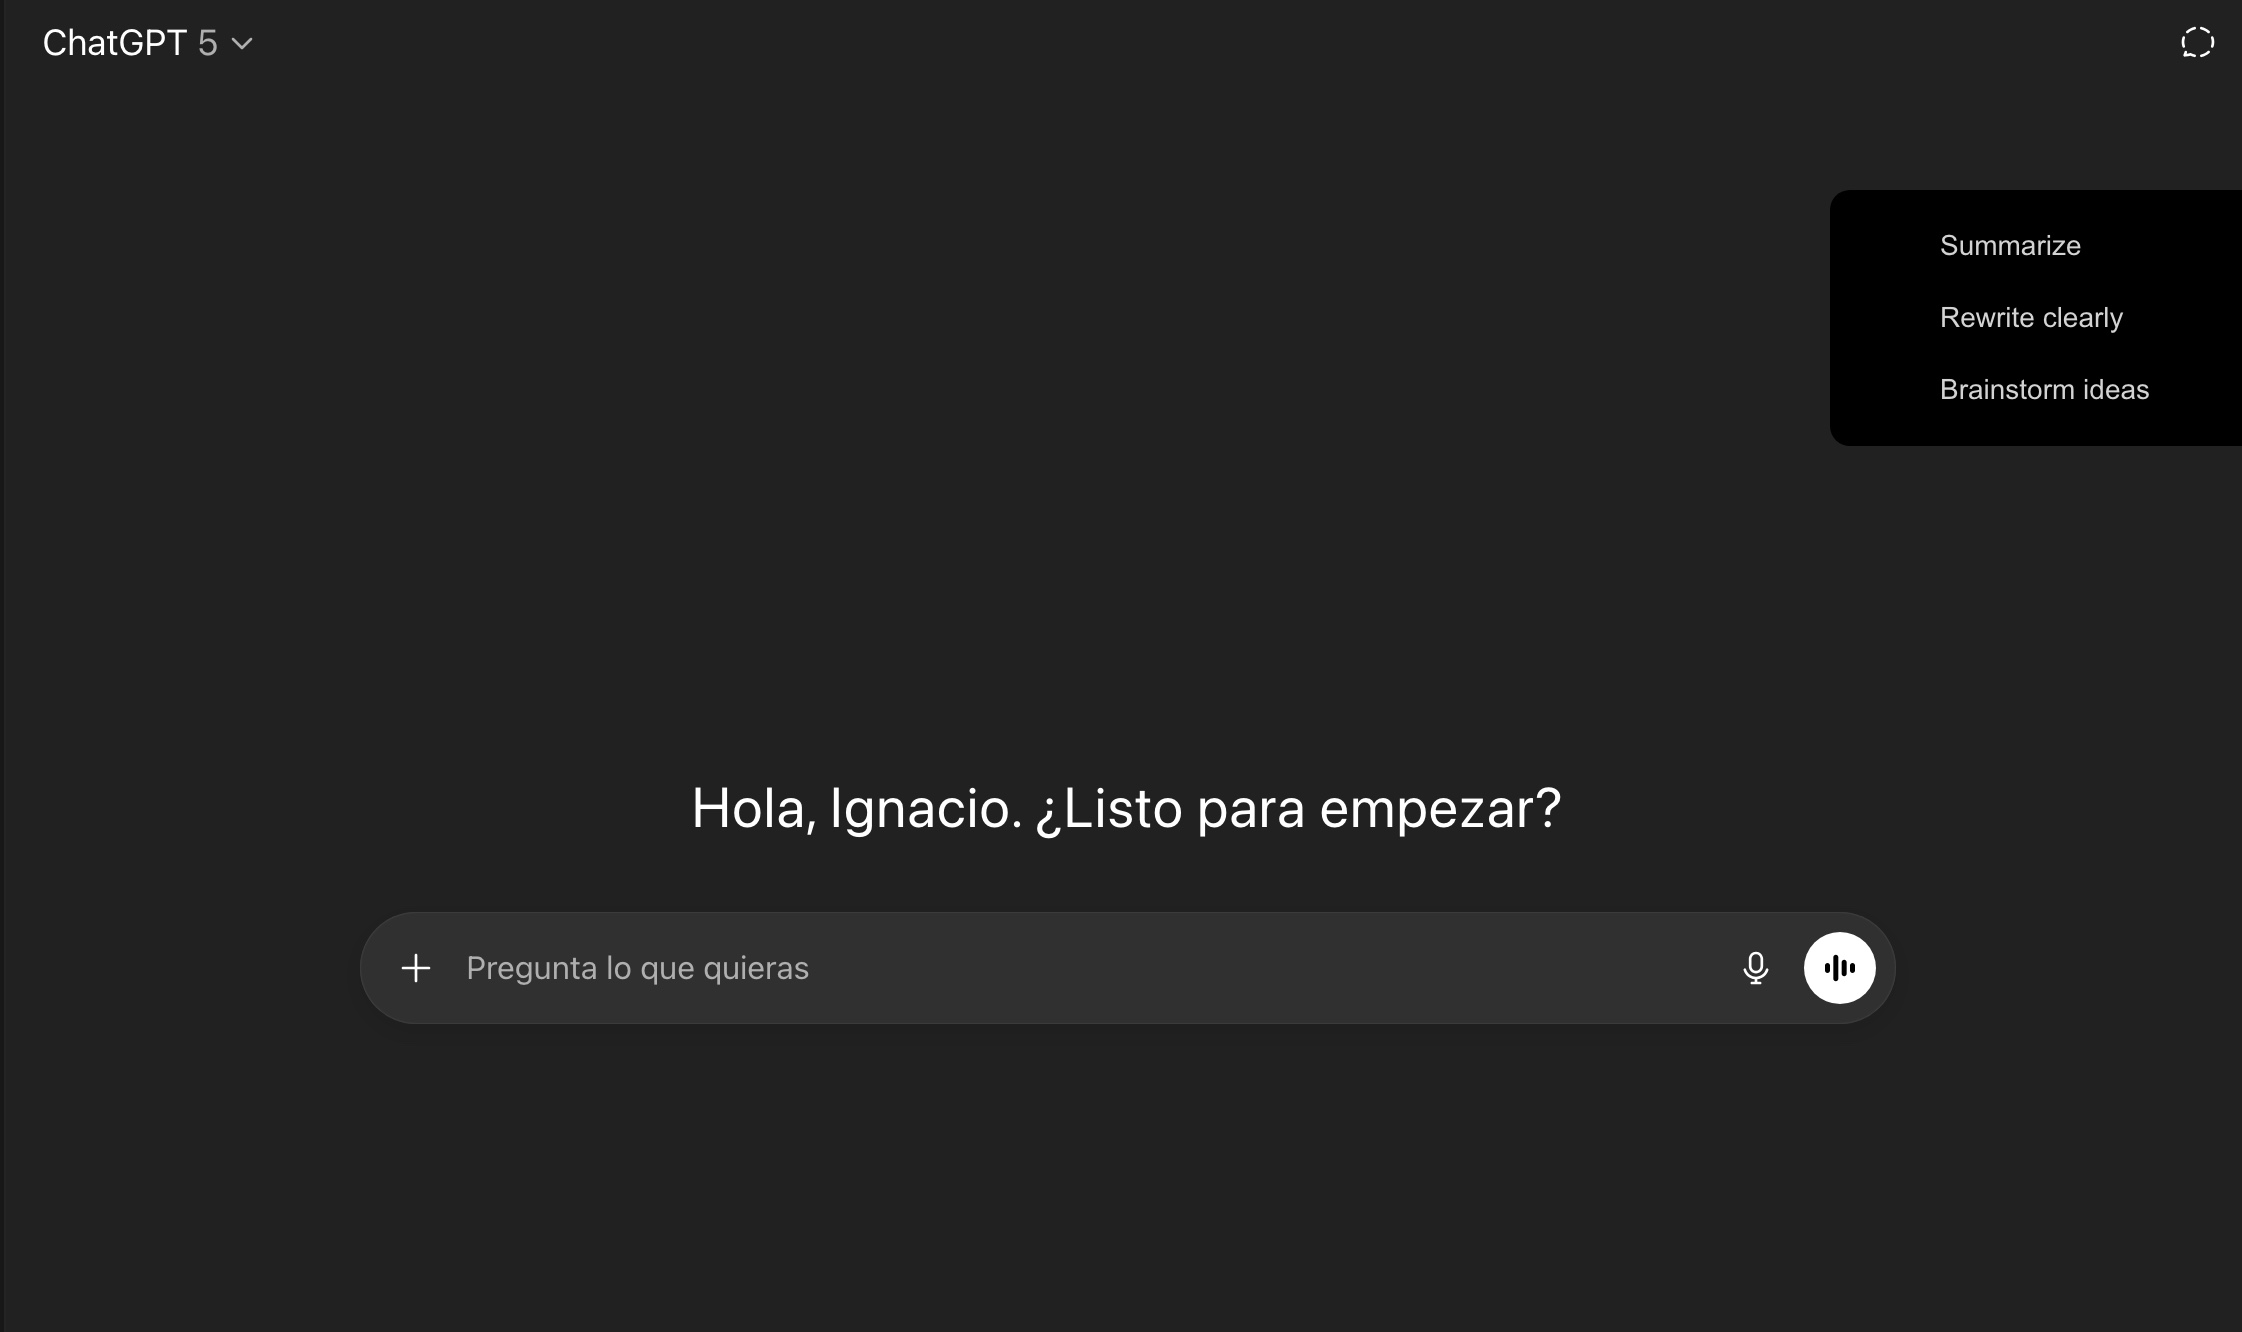 ChatGPT 5
Summarize
Rewrite clearly
Brainstorm ideas
Hola, Ignacio. ¿Listo para empezar?
Pregunta lo que quieras